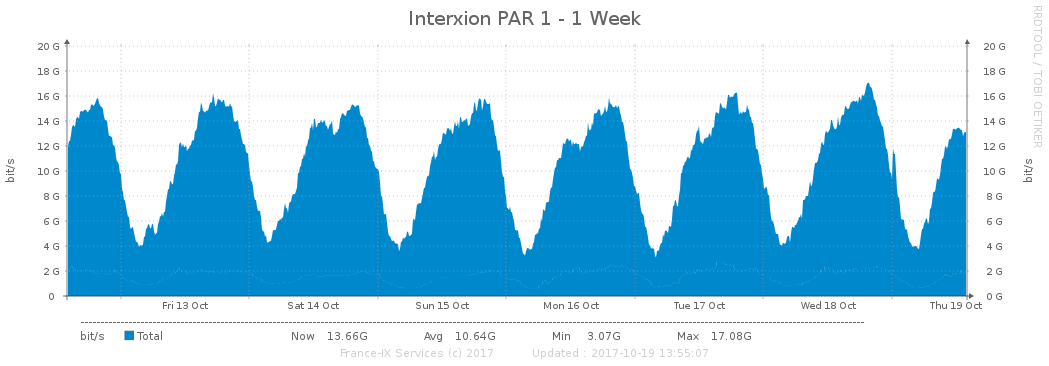 Interxion PAR 1 - 1 Week
RRDTOOL / TOBI OETIKER
20 G 20 G
18 G 18 G
16 G 16 G
14 G 14 G
12 G 12 G
10 G 10 G
8 G 8 G
6 G 6 G
4 G 4 G
2 G 2 G
0 0 G
bit/s
bit/s
Fri 13 Oct Sat 14 Oct Sun 15 Oct Mon 16 Oct Tue 17 Oct Wed 18 Oct Thu 19 Oct
bit/s Total Now 13.66G Avg 10.64G Min 3.07G Max 17.08G
France-IX Services (c) 2017 Updated : 2017-10-19 13:55:07